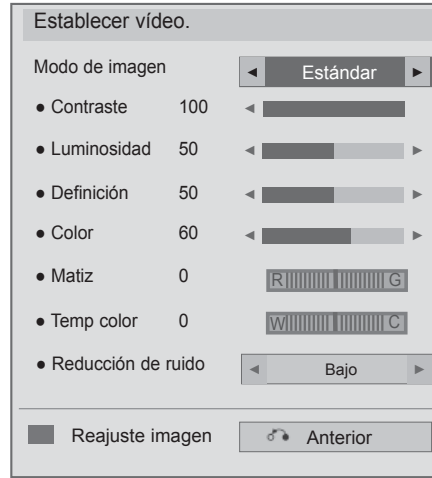 Establecer vídeo.
Modo de imagen ◄ Estándar ►
● Contraste 100 ◄
● Luminosidad 50 ◄ ►
● Definición 50 ◄ ►
● Color 60 ◄ ►
● Matiz 0 R G
● Temp color 0 W C
● Reducción de ruido ◄ Bajo ►
Reajuste imagen Anterior